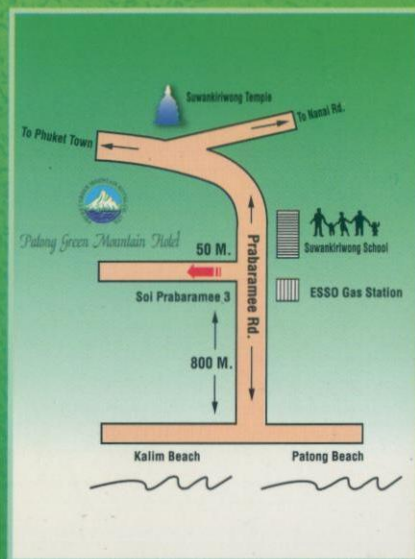 Suwankiriwong Temple
To Nanai Rd.
To Phuket Town
Patong Green Mountain Hotel
50 M.
Suwankiriwong School
Prabaramee Rd.
Soi Prabaramee 3
ESSO Gas Station
800 M.
Kalim Beach
Patong Beach